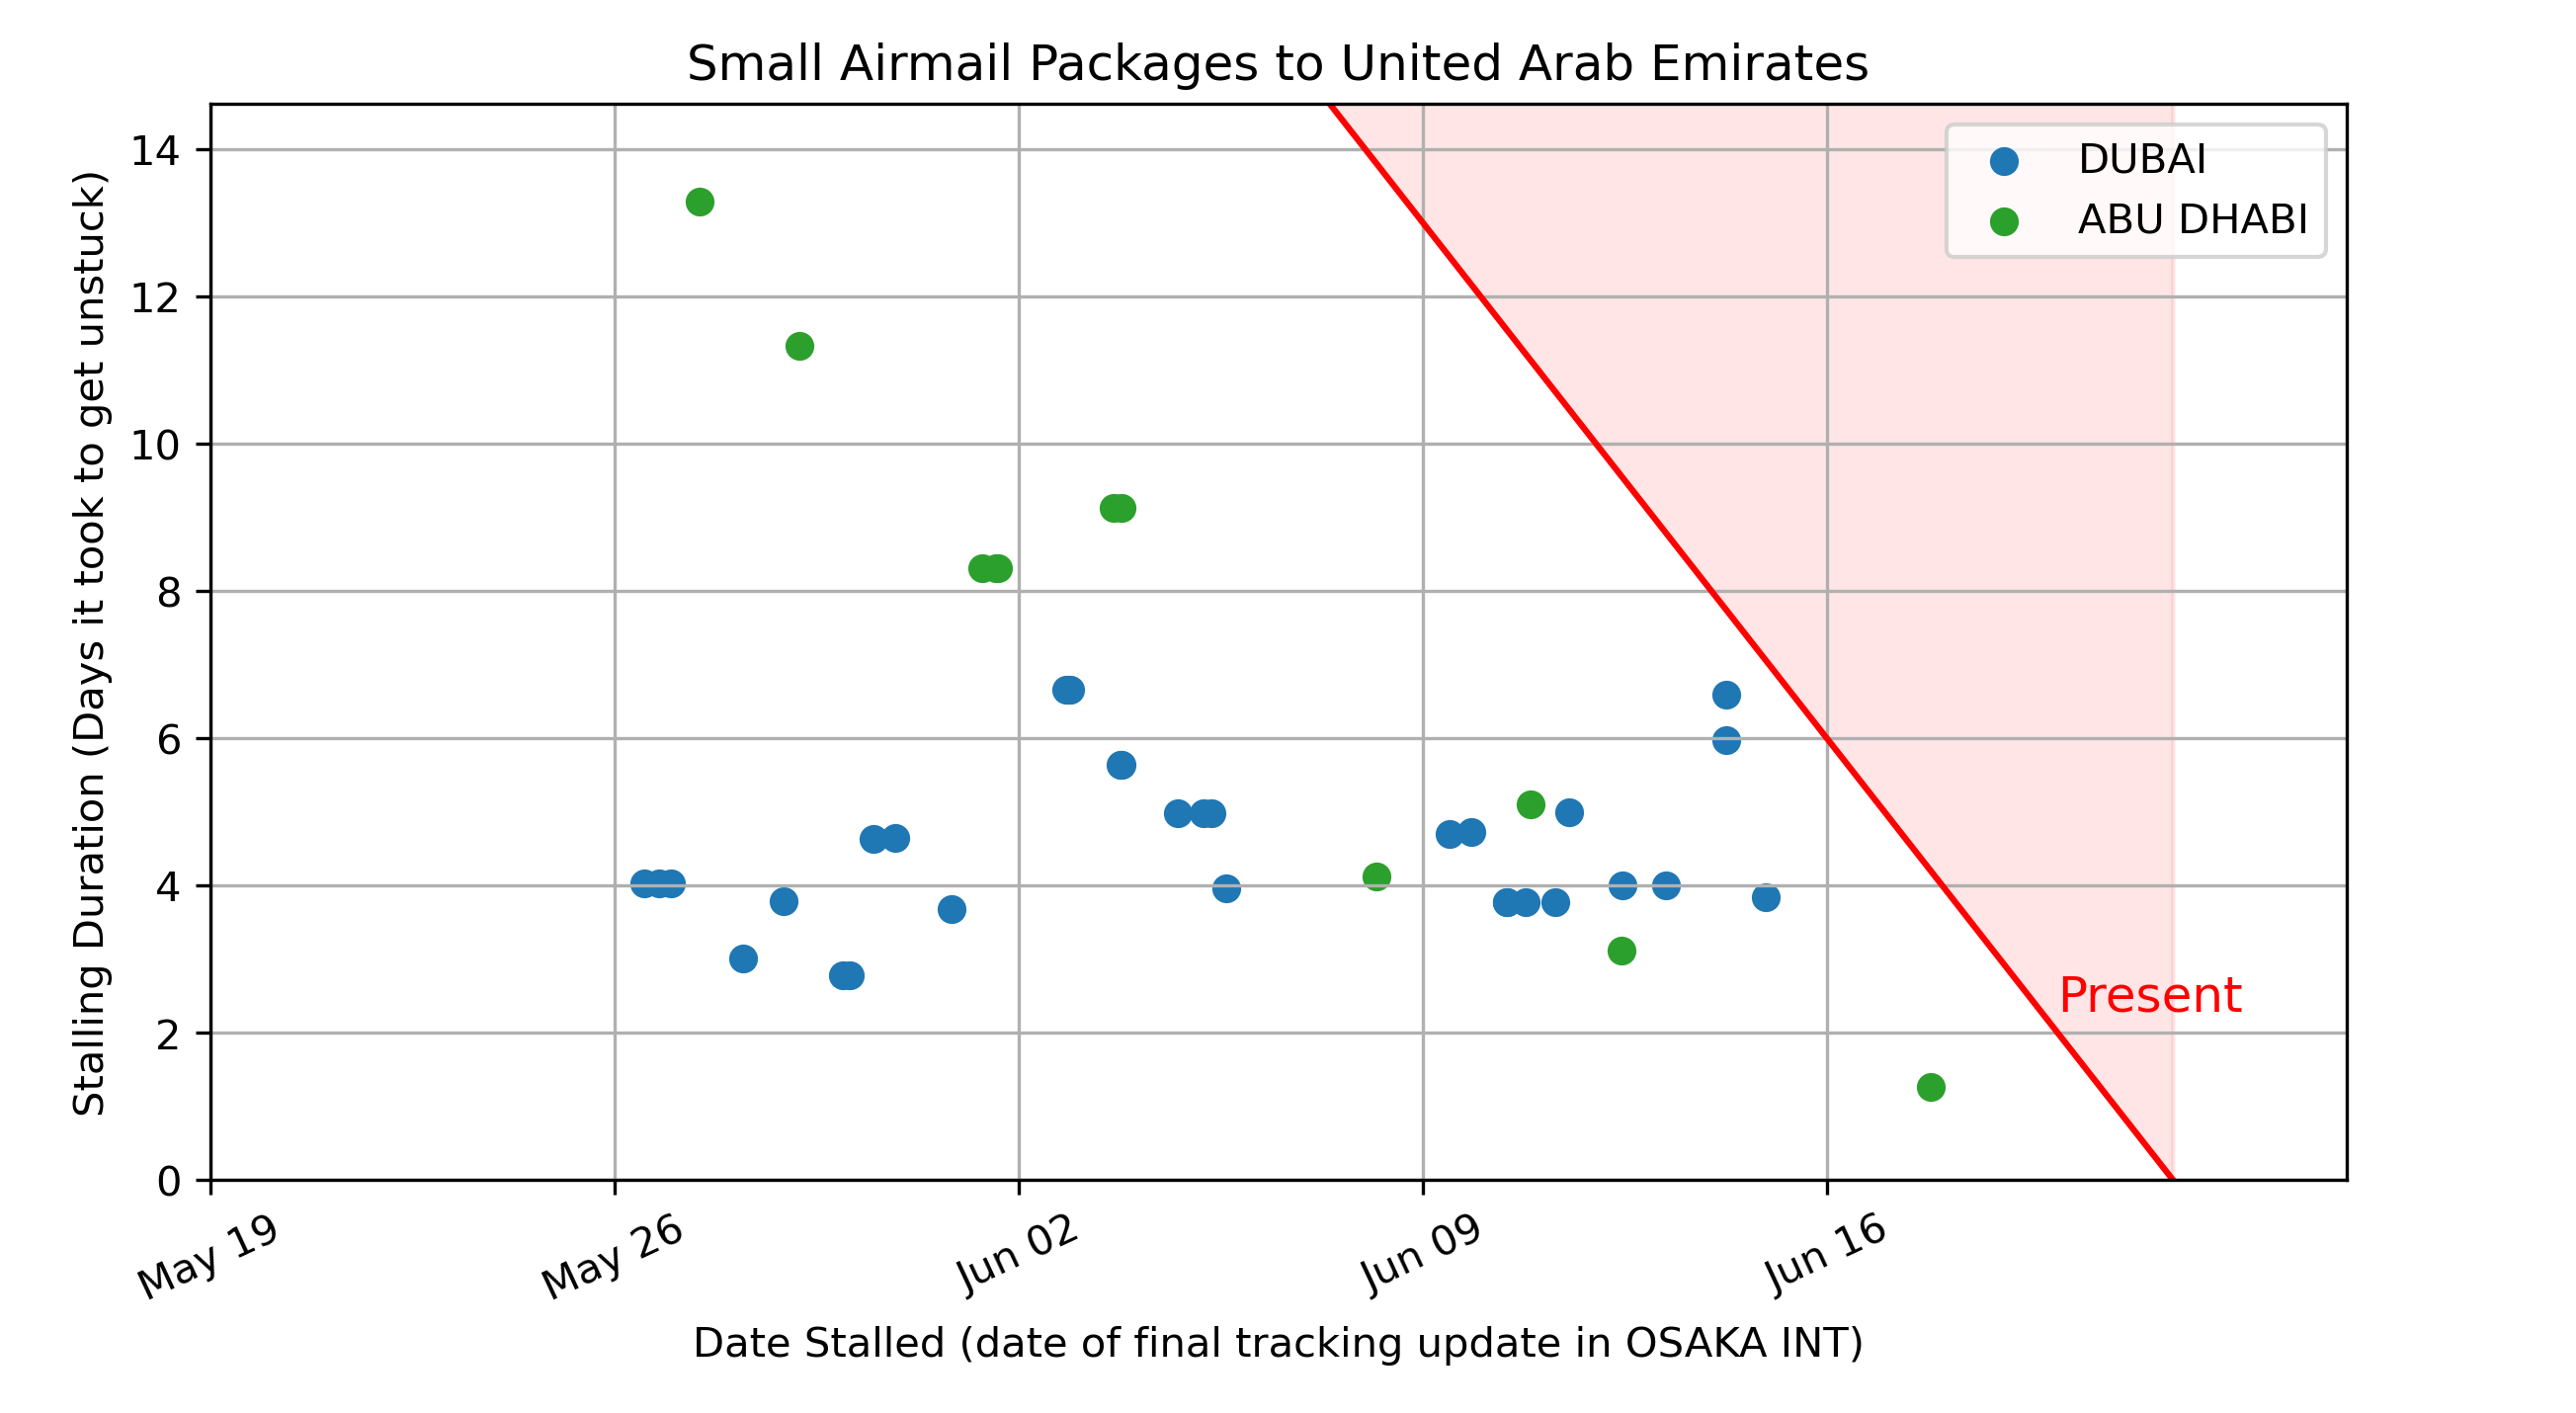 Small Airmail Packages to United Arab Emirates
Stalling Duration (Days it took to get unstuck)
14
12
10
8
6
4
2
0
DUBAI
ABU DHABI
Present
May 19
May 26
Jun 02
Jun 09
Jun 16
Date Stalled (date of final tracking update in OSAKA INT)